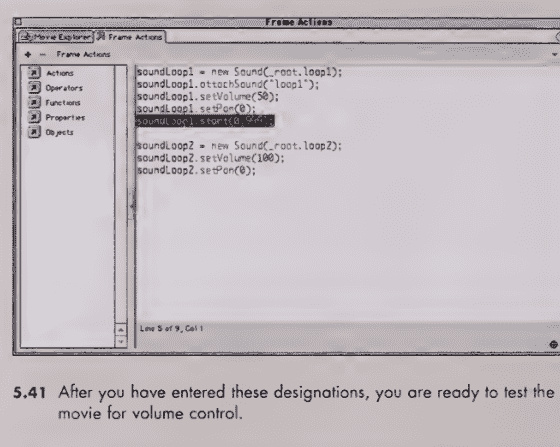 Frame Actions
Movie Explorer Frame Actions
+ - Frame Actions
Actions
Operators
Functions
Properties
Objects
soundLoop1 = new Sound(_root.loop1);
soundLoop1.attachSound("loop1");
soundLoop1.setVolume(50);
soundLoop1.setPan(0);
soundLoop1.start(0,
soundLoop2 = new Sound(_root.loop2);
soundLoop2.setVolume(100);
soundLoop2.setPan(0);
Line 5 of 9, Col 1
5.41 After you have entered these designations, you are ready to test the
movie for volume control.